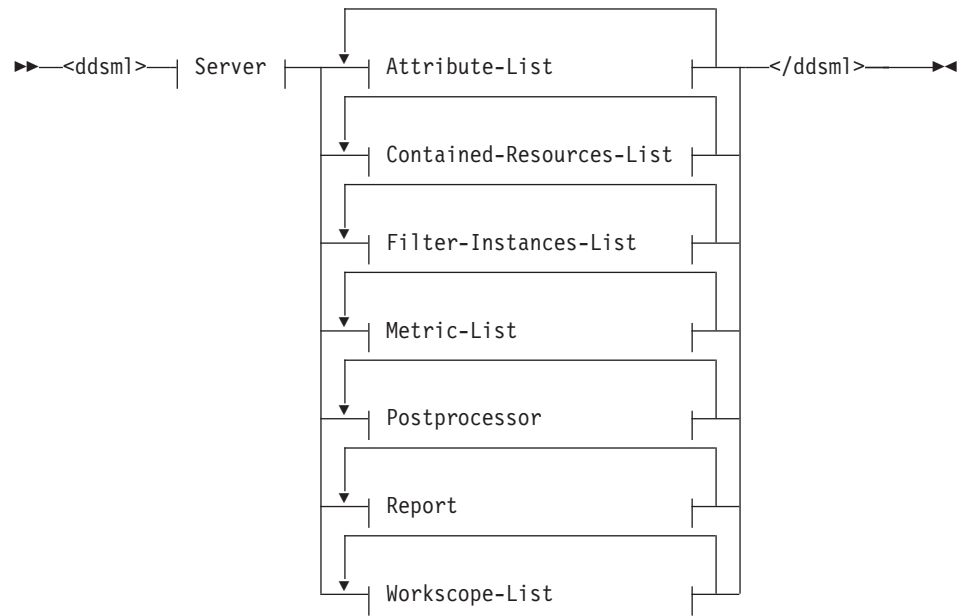 <ddsml> Server Attribute-List </ddsml>
Contained-Resources-List
Filter-Instances-List
Metric-List
Postprocessor
Report
Workscope-List